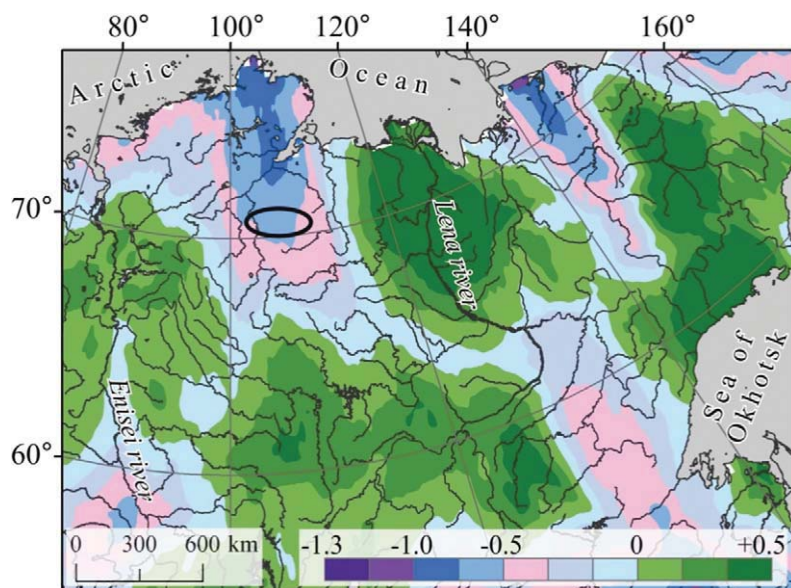 80° 100° 120° 140° 160°
Arctic Ocean
70°
Lena river
Sea of
Okhotsk
60°
Enisei river
0 300 600 km
-1.3 -1.0 -0.5 0 +0.5